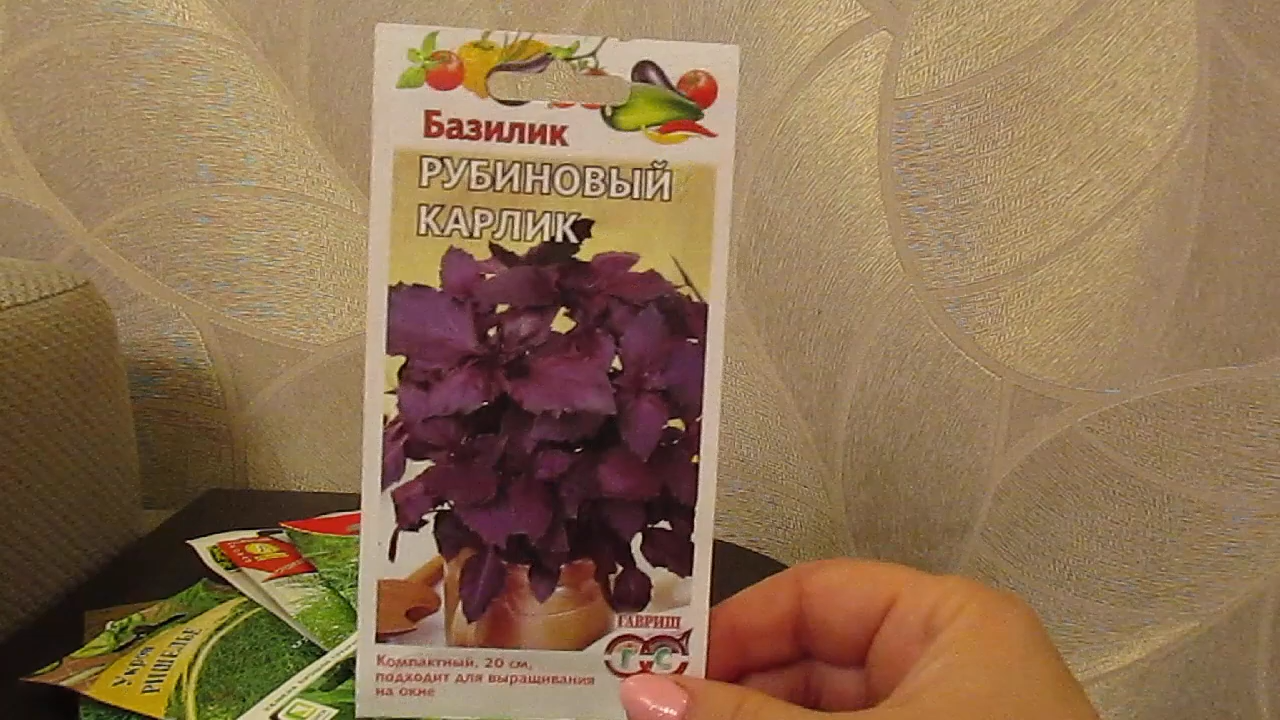 Базилик
РУБИНОВЫЙ
КАРЛИК
ГАВРИШ
ГС
Компактный, 20 см,
подходит для выращивания
на окне
Укроп
РИШЕЛЬЕ